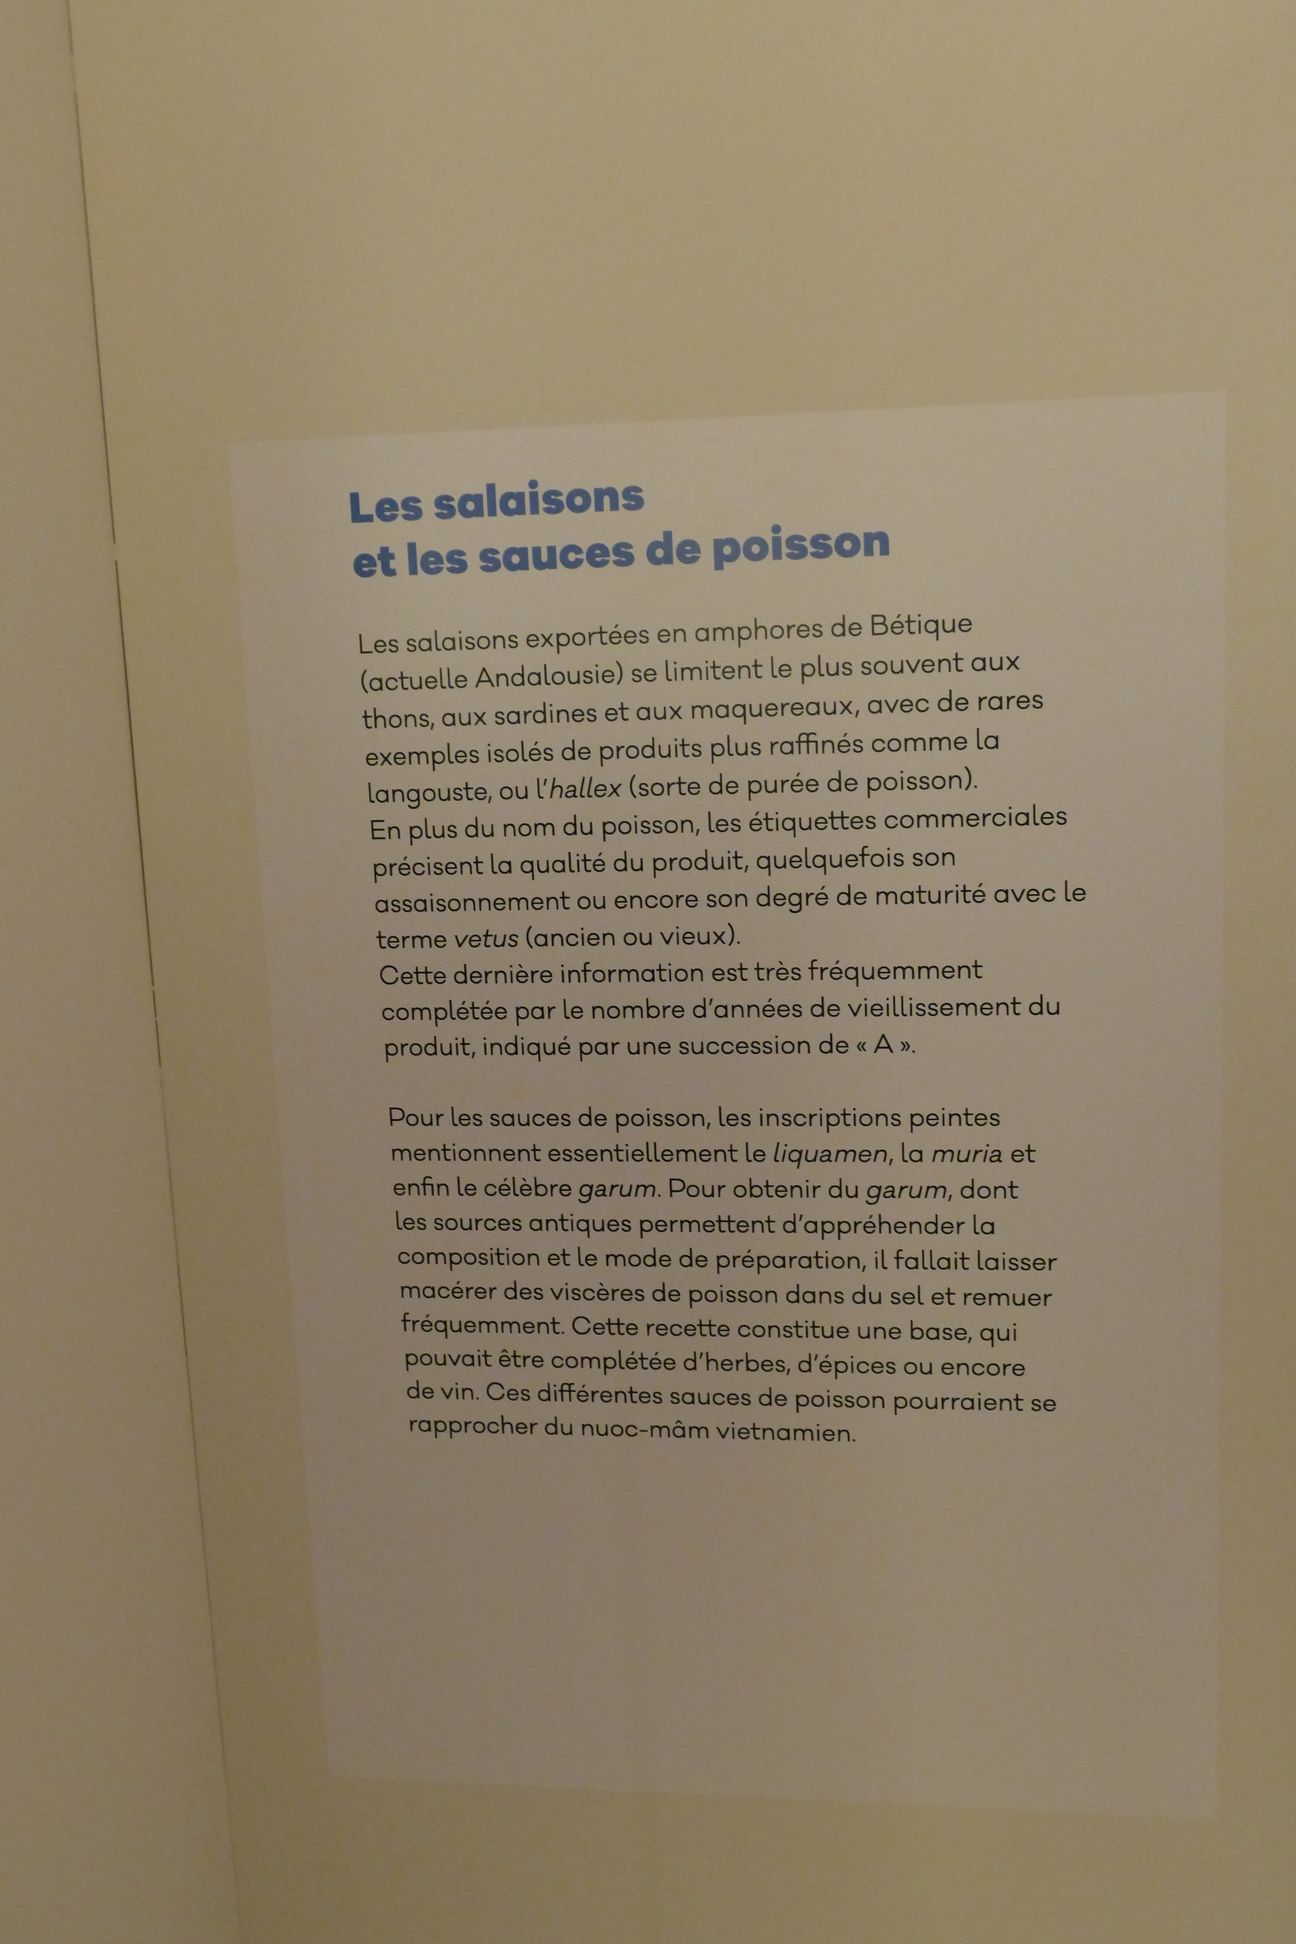 Les salaisons
et les sauces de poisson
Les salaisons exportées en amphores de Bétique
(actuelle Andalousie) se limitent le plus souvent aux
thons, aux sardines et aux maquereaux, avec de rares
exemples isolés de produits plus raffinés comme la
langouste, ou l'hallex (sorte de purée de poisson).
En plus du nom du poisson, les étiquettes commerciales
précisent la qualité du produit, quelquefois son
assaisonnement ou encore son degré de maturité avec le
terme vetus (ancien ou vieux).
Cette dernière information est très fréquemment
complétée par le nombre d'années de vieillissement du
produit, indiqué par une succession de « A ».
Pour les sauces de poisson, les inscriptions peintes
mentionnent essentiellement le liquamen, la muria et
enfin le célèbre garum. Pour obtenir du garum, dont
les sources antiques permettent d'appréhender la
composition et le mode de préparation, il fallait laisser
macérer des viscères de poisson dans du sel et remuer
fréquemment. Cette recette constitue une base, qui
pouvait être complétée d'herbes, d'épices ou encore
de vin. Ces différentes sauces de poisson pourraient se
rapprocher du nuoc-mâm vietnamien.